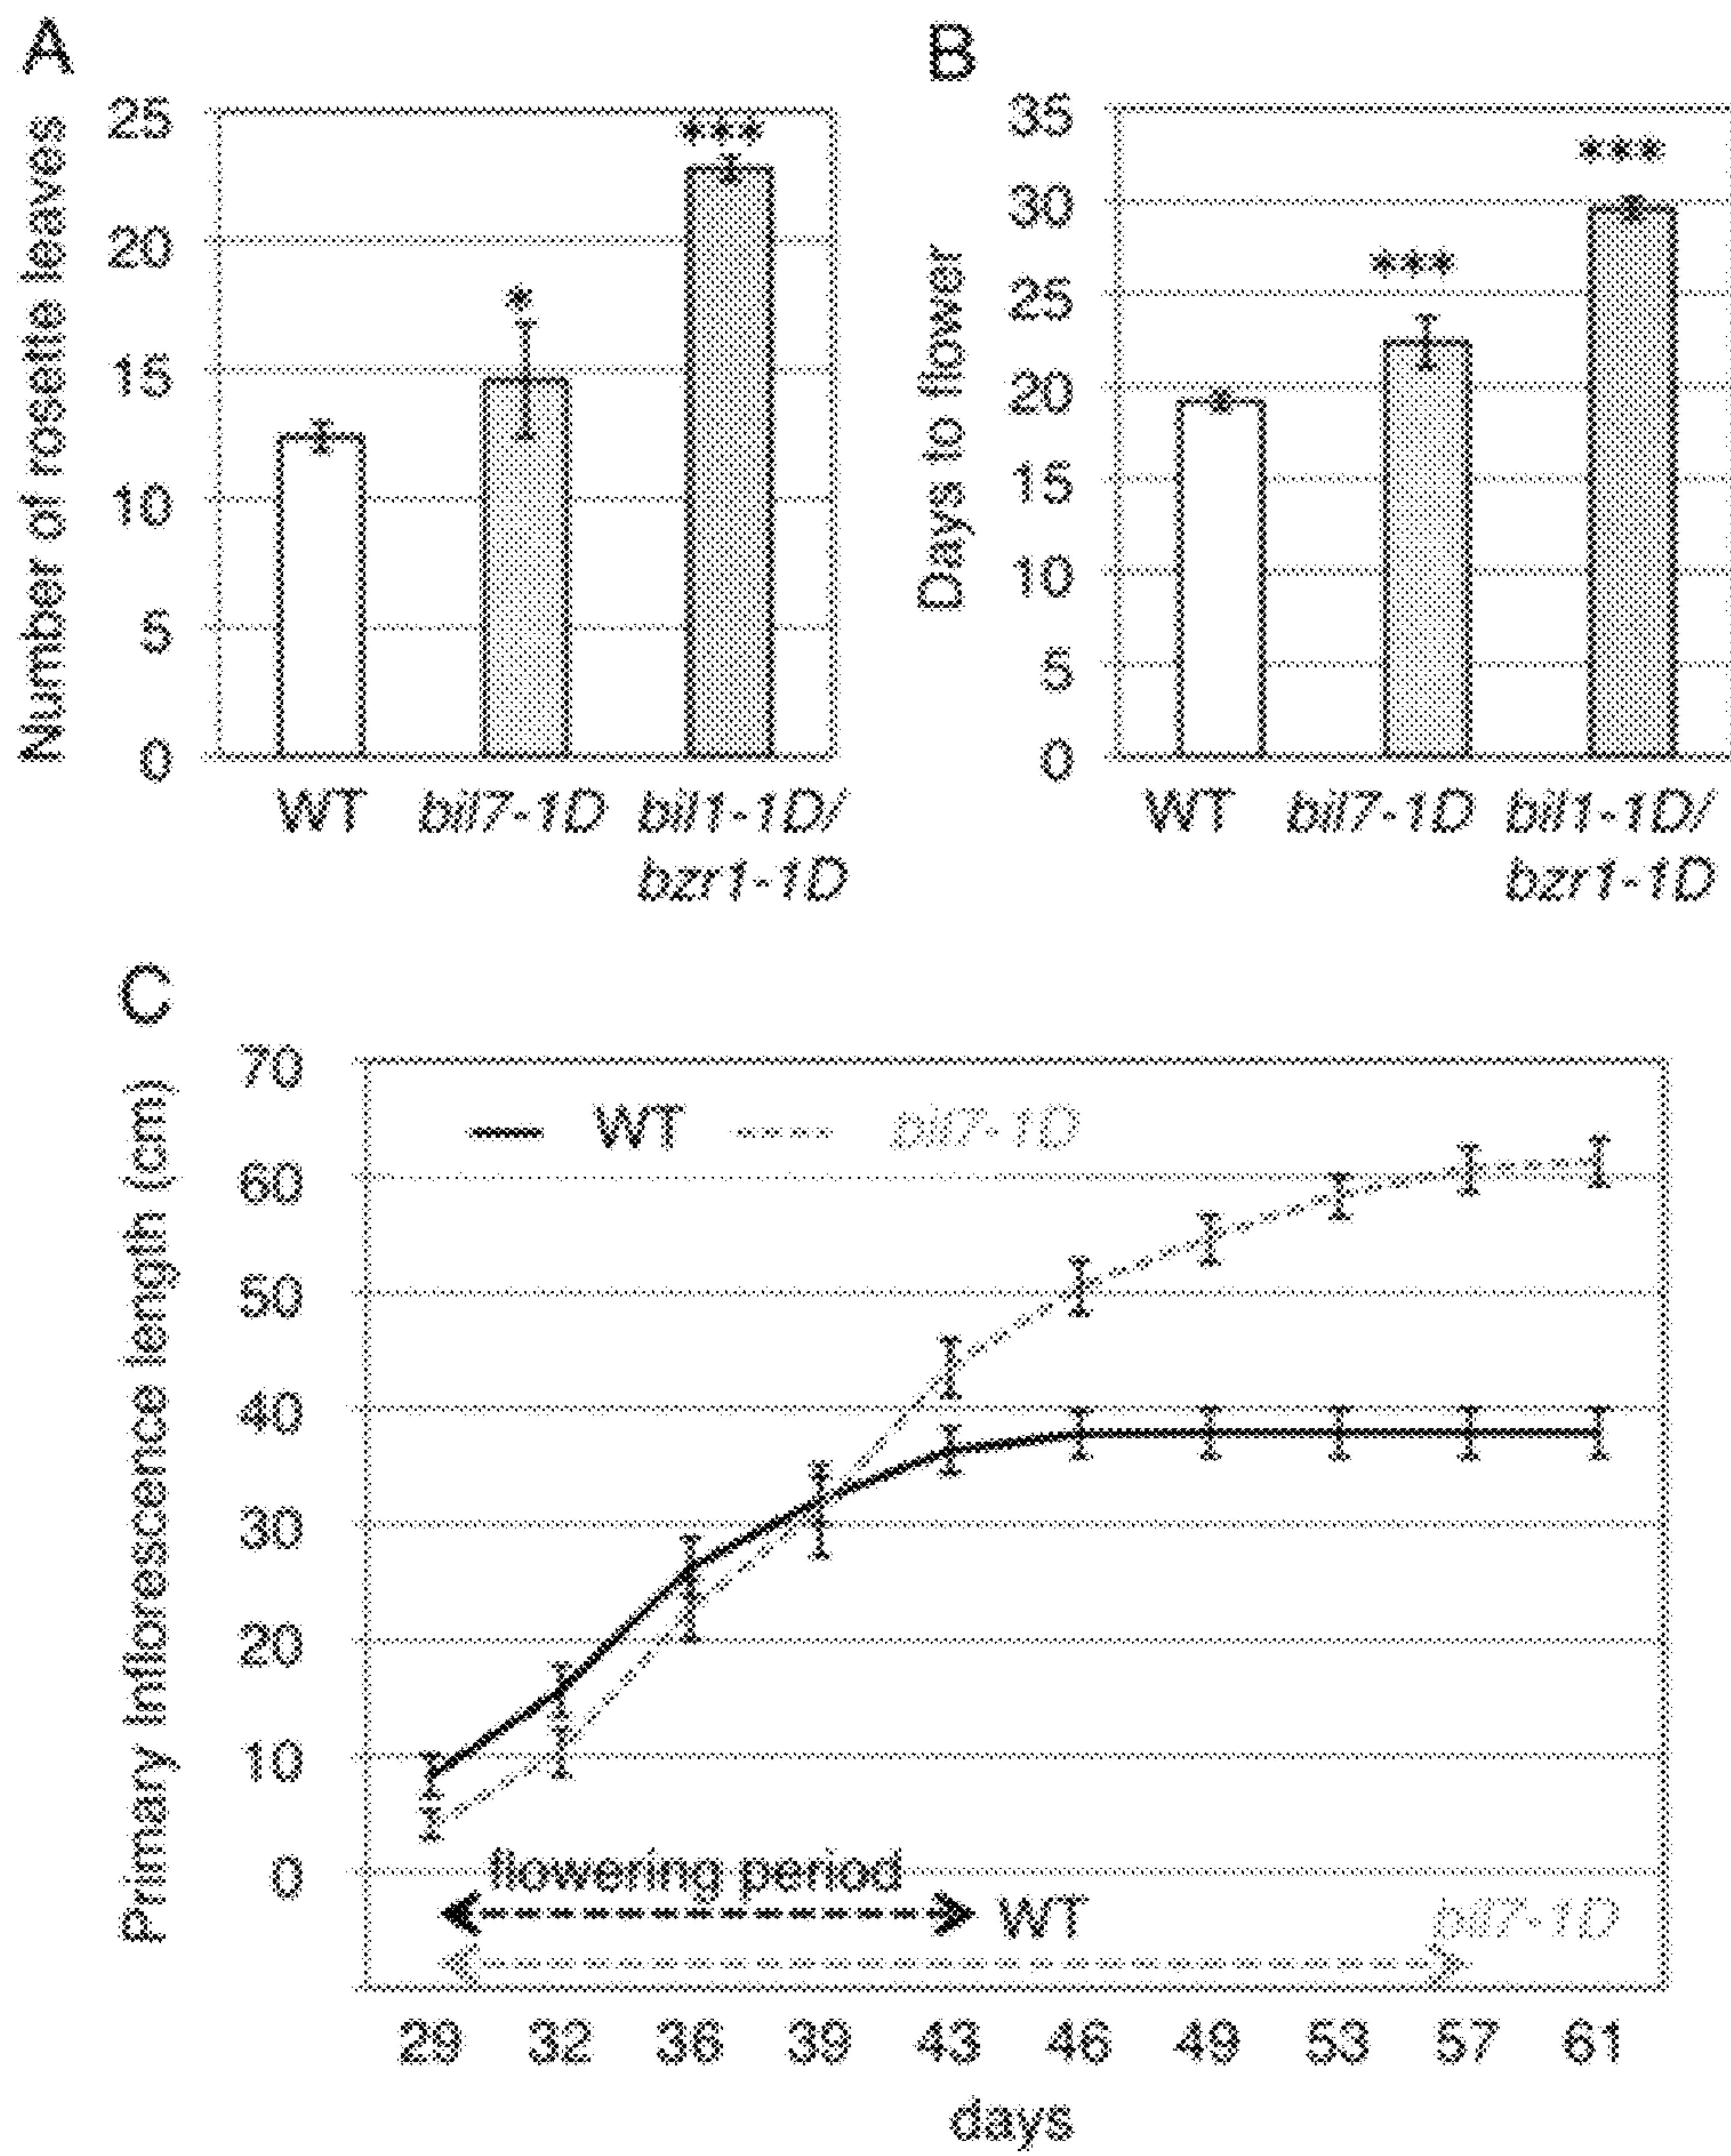 A
Number of rosette leaves
25
20
15
10
5
0
***
*
WT bil7-1D bil1-1D/
bzr1-1D
B
Days to flower
35
30
25
20
15
10
5
0
***
***
WT bil7-1D bil1-1D/
bzr1-1D
C
Primary Inflorescence length (cm)
70
60
50
40
30
20
10
0
WT bil7-1D
flowering period
WT bil7-1D
29 32 36 39 43 46 49 53 57 61
days